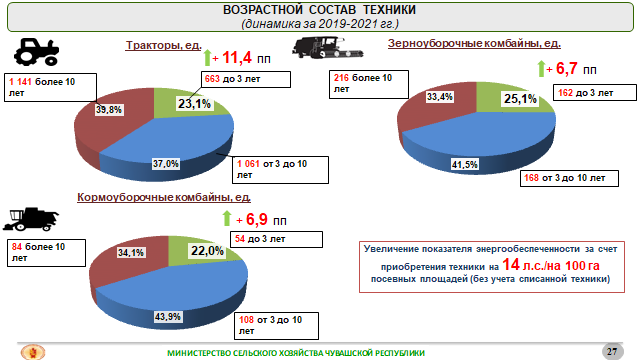 ВОЗРАСТНОЙ СОСТАВ ТЕХНИКИ
(динамика за 2019-2021 гг.)
Тракторы, ед.
+ 11,4 пп
1 141 более 10
лет
663 до 3 лет
23,1%
39,8%
37,0%
1 061 от 3 до 10
лет
Зерноуборочные комбайны, ед.
+ 6,7 пп
216 более 10
лет
162 до 3 лет
33,4%
25,1%
41,5%
168 от 3 до 10 лет
Кормоуборочные комбайны, ед.
+ 6,9 пп
84 более 10
лет
54 до 3 лет
34,1%
22,0%
43,9%
108 от 3 до 10
лет
Увеличение показателя энергообеспеченности за счет
приобретения техники на 14 л.с./на 100 га
посевных площадей (без учета списанной техники)
МИНИСТЕРСТВО СЕЛЬСКОГО ХОЗЯЙСТВА ЧУВАШСКОЙ РЕСПУБЛИКИ
27